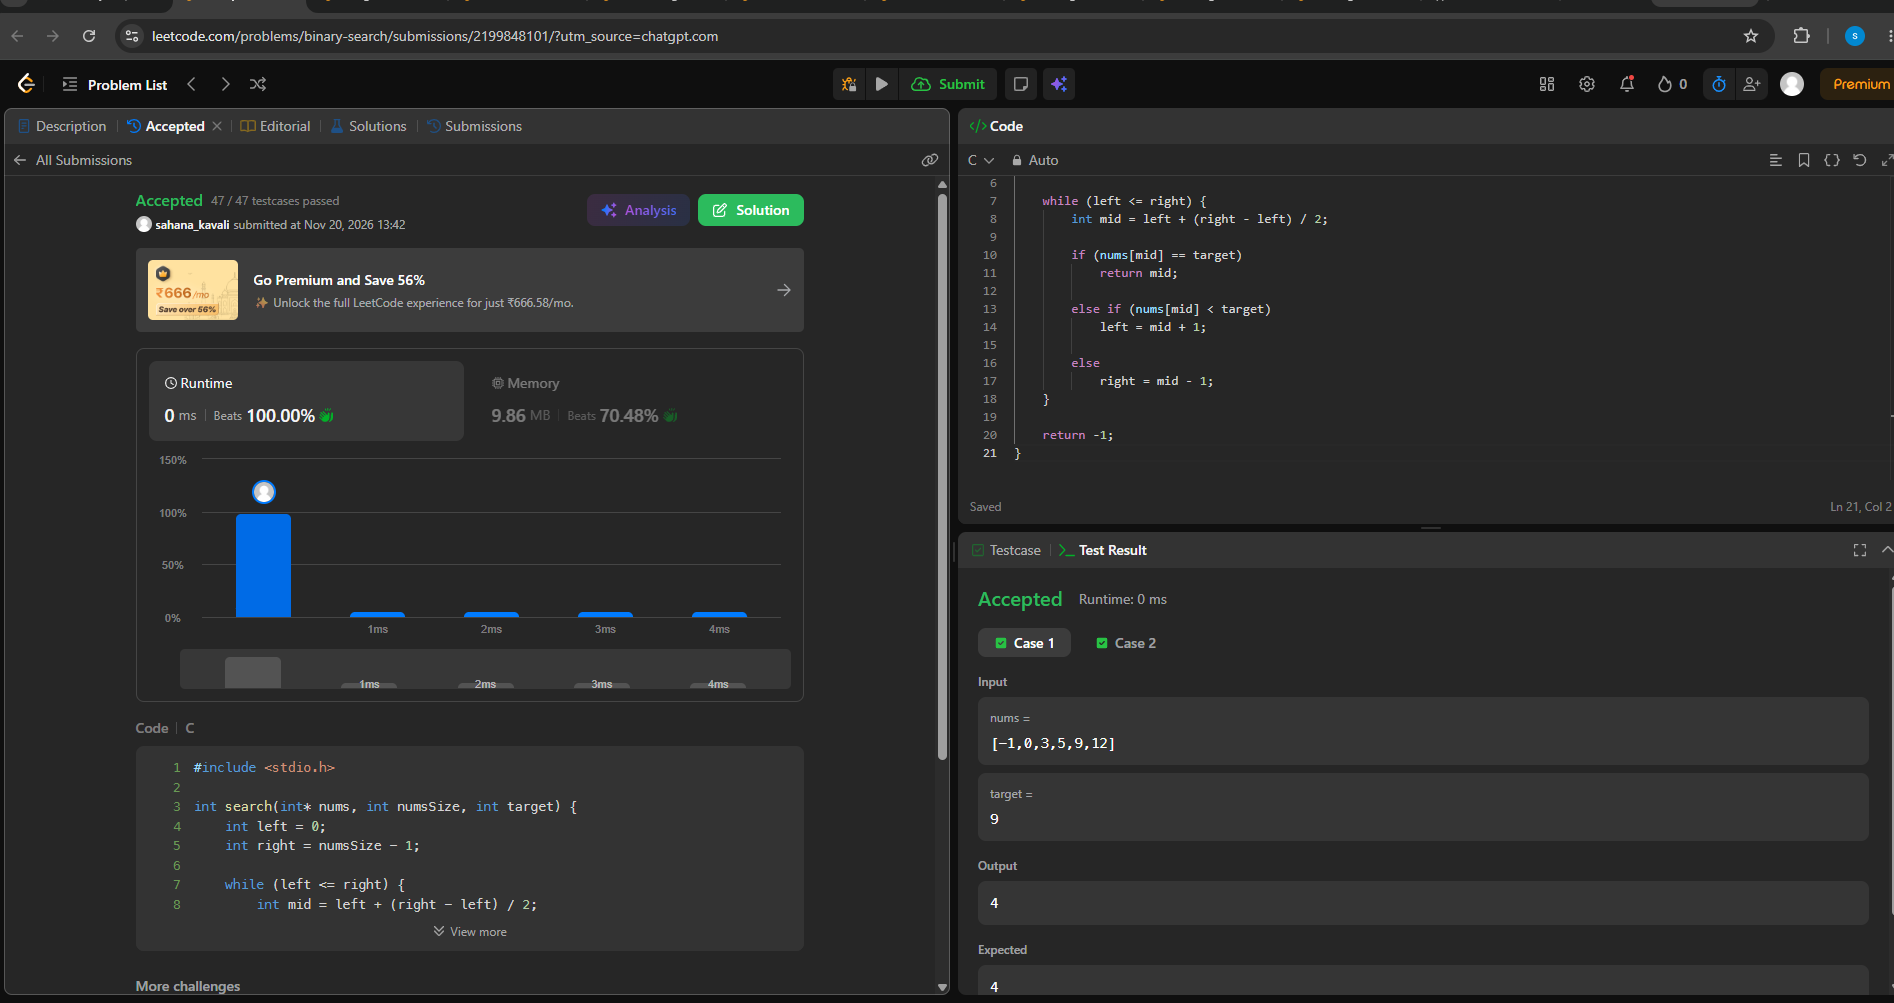 leetcode.com/problems/binary-search/submissions/2199848101/?utm_source=chatgpt.com
S
Problem List
Submit
0
Premium
Description
Accepted
Editorial
Solutions
Submissions
All Submissions
Accepted 47 / 47 testcases passed
sahana_kavali submitted at Nov 20, 2026 13:42
Analysis
Solution
₹666 /mo
Save over 56%
Go Premium and Save 56%
✨ Unlock the full LeetCode experience for just ₹666.58/mo.
Runtime
0 ms | Beats 100.00%
Memory
9.86 MB | Beats 70.48%
150%
100%
50%
0%
1ms 2ms 3ms 4ms
1ms 2ms 3ms 4ms
Code | C
1 #include <stdio.h>
2
3 int search(int* nums, int numsSize, int target) {
4     int left = 0;
5     int right = numsSize - 1;
6
7     while (left <= right) {
8         int mid = left + (right - left) / 2;
View more
More challenges
</> Code
C
Auto
6
7     while (left <= right) {
8         int mid = left + (right - left) / 2;
9
10         if (nums[mid] == target)
11             return mid;
12
13         else if (nums[mid] < target)
14             left = mid + 1;
15
16         else
17             right = mid - 1;
18     }
19
20     return -1;
21 }
Saved
Ln 21, Col 2
Testcase
>_ Test Result
Accepted Runtime: 0 ms
Case 1
Case 2
Input
nums =
[-1,0,3,5,9,12]
target =
9
Output
4
Expected
4